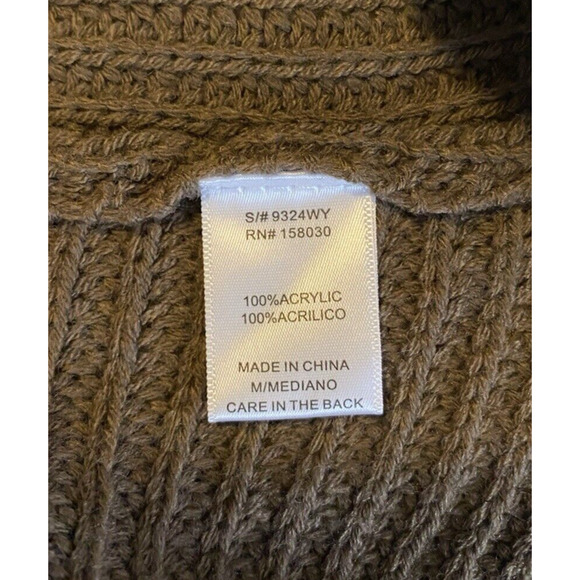 S/# 9324WY
RN# 158030
100%ACRYLIC
100%ACRILICO
MADE IN CHINA
M/MEDIANO
CARE IN THE BACK